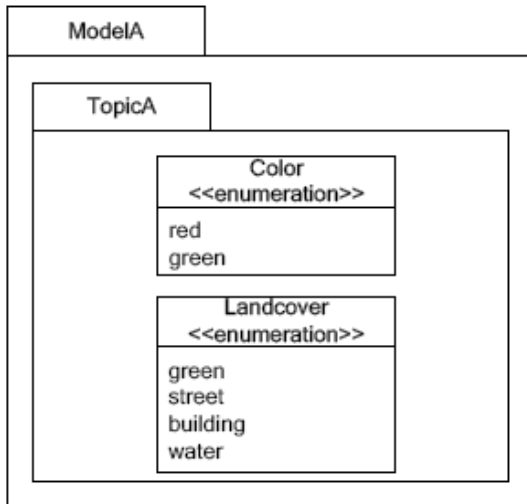 ModelA
TopicA
Color
<<enumeration>>
red
green
Landcover
<<enumeration>>
green
street
building
water